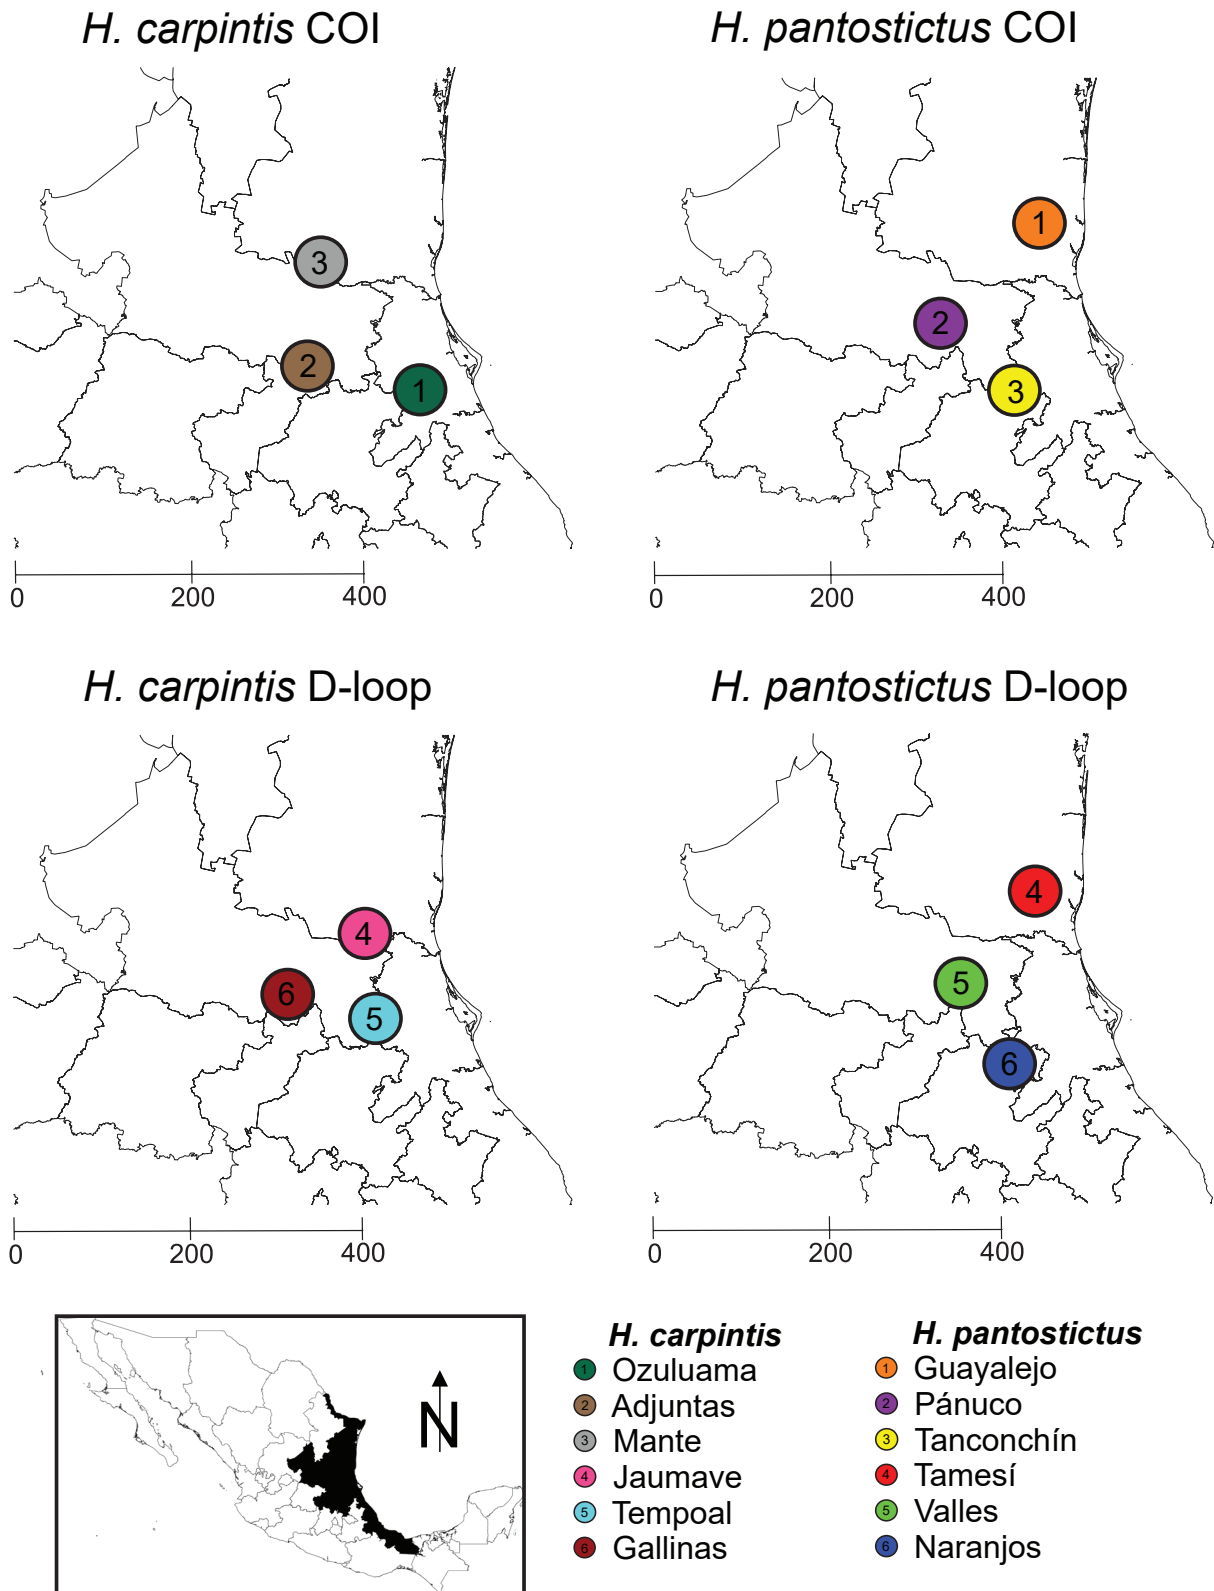 H. carpintis COI
H. pantostictus COI
3
2
1
1
2
3
0 200 400
0 200 400
H. carpintis D-loop
H. pantostictus D-loop
4
6
5
4
5
6
0 200 400
0 200 400
N
H. carpintis
1 Ozuluama
2 Adjuntas
3 Mante
4 Jaumave
5 Tempoal
6 Gallinas
H. pantostictus
1 Guayalejo
2 Pánuco
3 Tanconchín
4 Tamesí
5 Valles
6 Naranjos